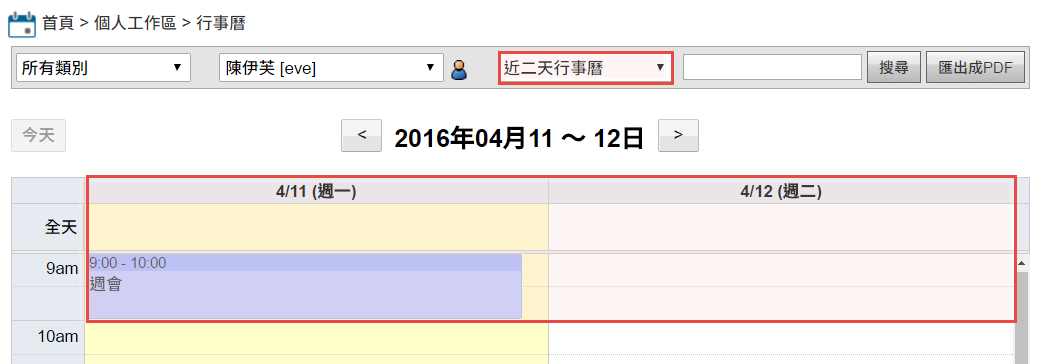 首頁 > 個人工作區 > 行事曆
所有類別 陳伊芙 [eve] 近二天行事曆 搜尋 匯出成PDF
今天 < 2016年04月11 ～ 12日 >
4/11 (週一) 4/12 (週二)
全天
9am 9:00 - 10:00
週會
10am